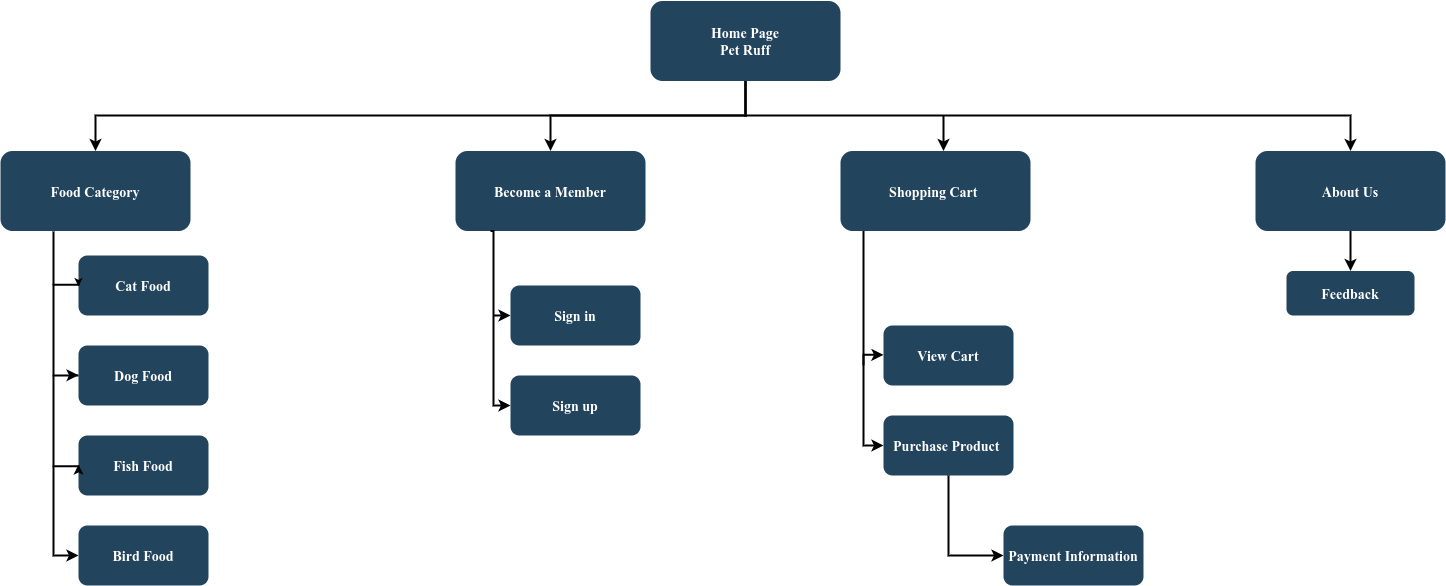 Home Page
Pet Ruff
Food Category
Become a Member
Shopping Cart
About Us
Cat Food
Dog Food
Fish Food
Bird Food
Sign in
Sign up
View Cart
Purchase Product
Payment Information
Feedback